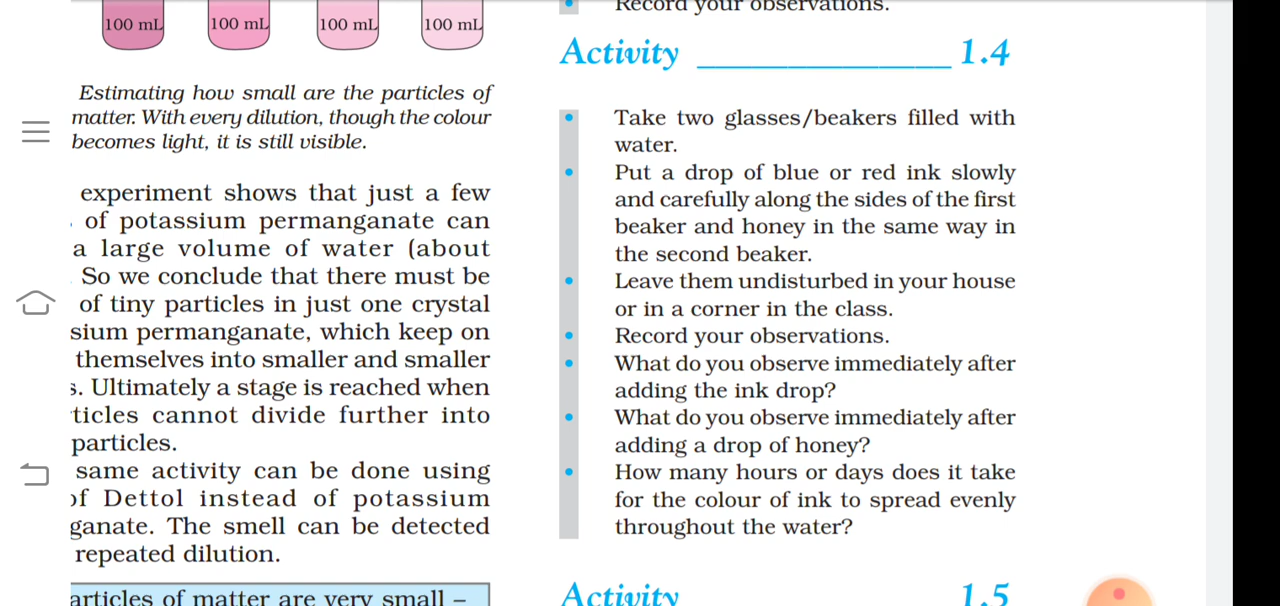 100 mL 100 mL 100 mL 100 mL
Estimating how small are the particles of
matter. With every dilution, though the colour
becomes light, it is still visible.
experiment shows that just a few
of potassium permanganate can
a large volume of water (about
So we conclude that there must be
of tiny particles in just one crystal
sium permanganate, which keep on
themselves into smaller and smaller
s. Ultimately a stage is reached when
ticles cannot divide further into
particles.
same activity can be done using
of Dettol instead of potassium
ganate. The smell can be detected
repeated dilution.
articles of matter are very small –
Record your observations.
Activity 1.4
• Take two glasses/beakers filled with
water.
• Put a drop of blue or red ink slowly
and carefully along the sides of the first
beaker and honey in the same way in
the second beaker.
• Leave them undisturbed in your house
or in a corner in the class.
• Record your observations.
• What do you observe immediately after
adding the ink drop?
• What do you observe immediately after
adding a drop of honey?
• How many hours or days does it take
for the colour of ink to spread evenly
throughout the water?
Activity 1.5